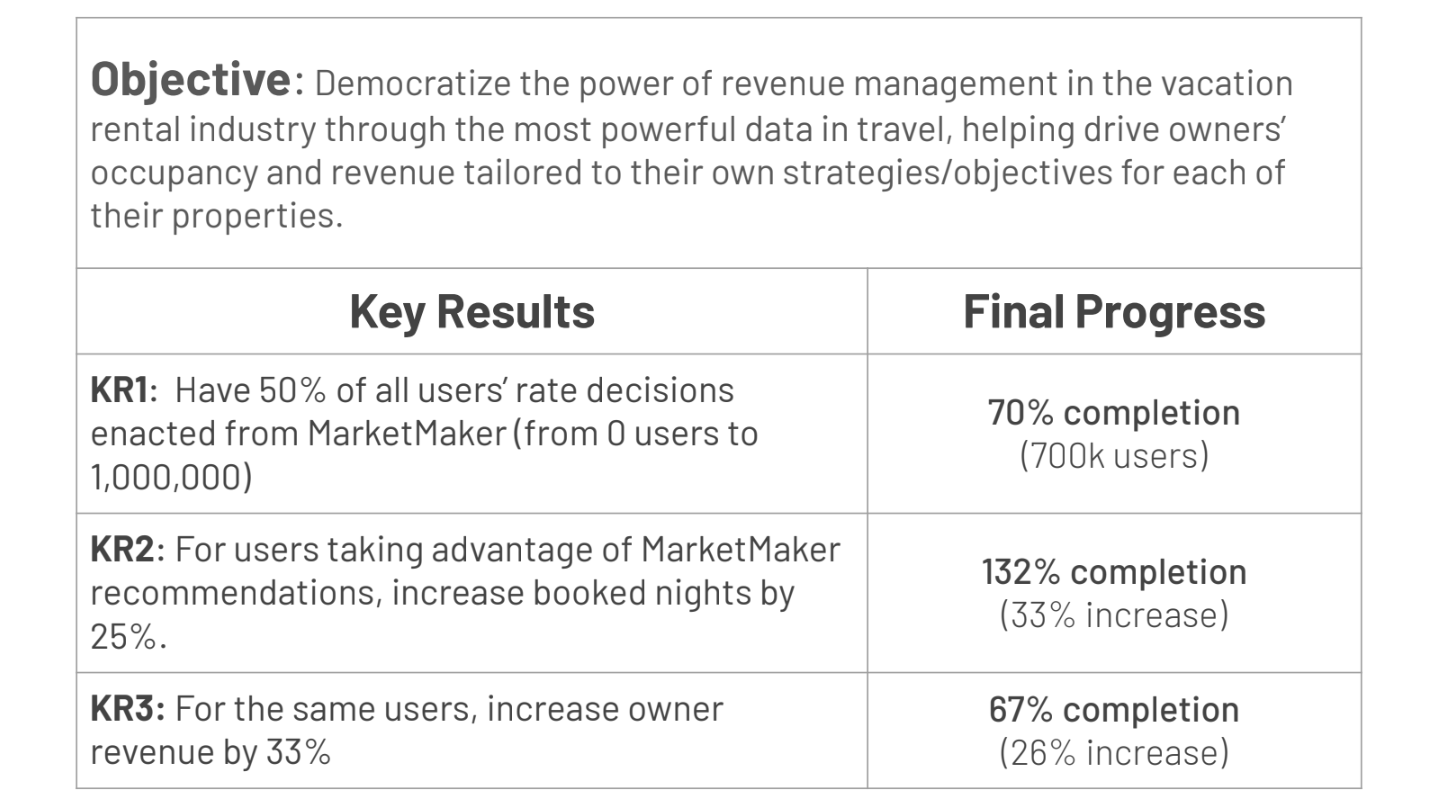 Objective: Democratize the power of revenue management in the vacation
rental industry through the most powerful data in travel, helping drive owners’
occupancy and revenue tailored to their own strategies/objectives for each of
their properties.
Key Results
Final Progress
KR1:  Have 50% of all users’ rate decisions
enacted from MarketMaker (from 0 users to
1,000,000)
70% completion
(700k users)
KR2: For users taking advantage of MarketMaker
recommendations, increase booked nights by
25%.
132% completion
(33% increase)
KR3: For the same users, increase owner
revenue by 33%
67% completion
(26% increase)